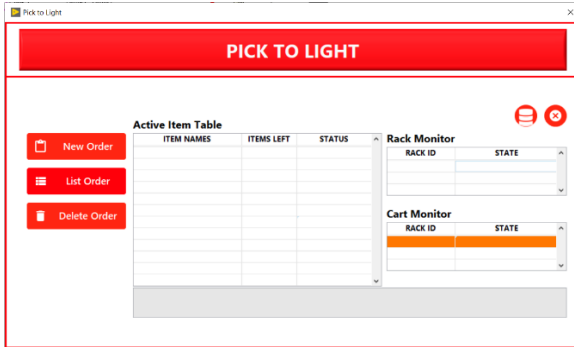 Pick to Light
PICK TO LIGHT
New Order
List Order
Delete Order
Active Item Table
ITEM NAMES ITEMS LEFT STATUS
Rack Monitor
RACK ID STATE
Cart Monitor
RACK ID STATE